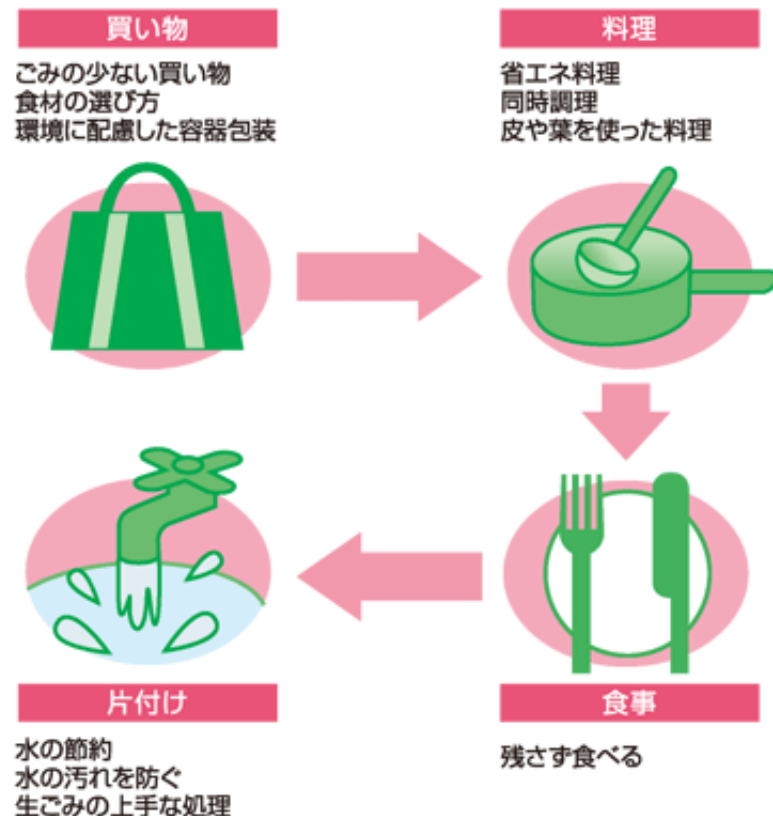 買い物
ごみの少ない買い物
食材の選び方
環境に配慮した容器包装
料理
省エネ料理
同時調理
皮や葉を使った料理
食事
残さず食べる
片付け
水の節約
水の汚れを防ぐ
生ごみの上手な処理